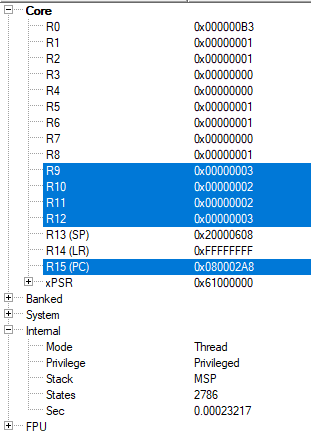 Core
R0 0x000000B3
R1 0x00000001
R2 0x00000001
R3 0x00000000
R4 0x00000000
R5 0x00000001
R6 0x00000001
R7 0x00000000
R8 0x00000001
R9 0x00000003
R10 0x00000002
R11 0x00000002
R12 0x00000003
R13 (SP) 0x20000608
R14 (LR) 0xFFFFFFFF
R15 (PC) 0x080002A8
xPSR 0x61000000
Banked
System
Internal
Mode Thread
Privilege Privileged
Stack MSP
States 2786
Sec 0.00023217
FPU